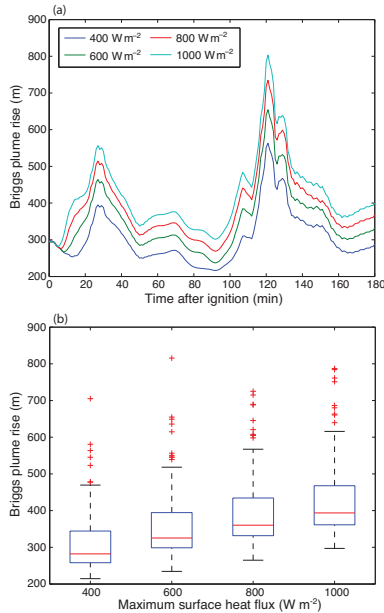 (a)
400 W m⁻²
800 W m⁻²
600 W m⁻²
1000 W m⁻²
Briggs plume rise (m)
900
800
700
600
500
400
300
200
0 20 40 60 80 100 120 140 160 180
Time after ignition (min)
(b)
Briggs plume rise (m)
900
800
700
600
500
400
300
200
400 600 800 1000
Maximum surface heat flux (W m⁻²)